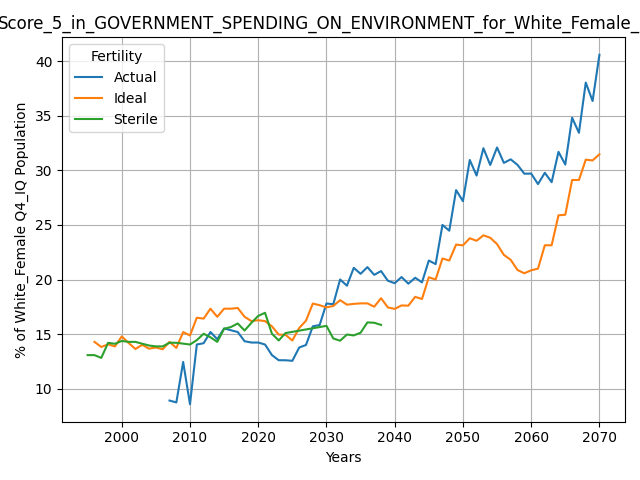 Score_5_in_GOVERNMENT_SPENDING_ON_ENVIRONMENT_for_White_Female_
Fertility
Actual
Ideal
Sterile
% of White_Female Q4_IQ Population
40
35
30
25
20
15
10
2000
2010
2020
2030
2040
2050
2060
2070
Years